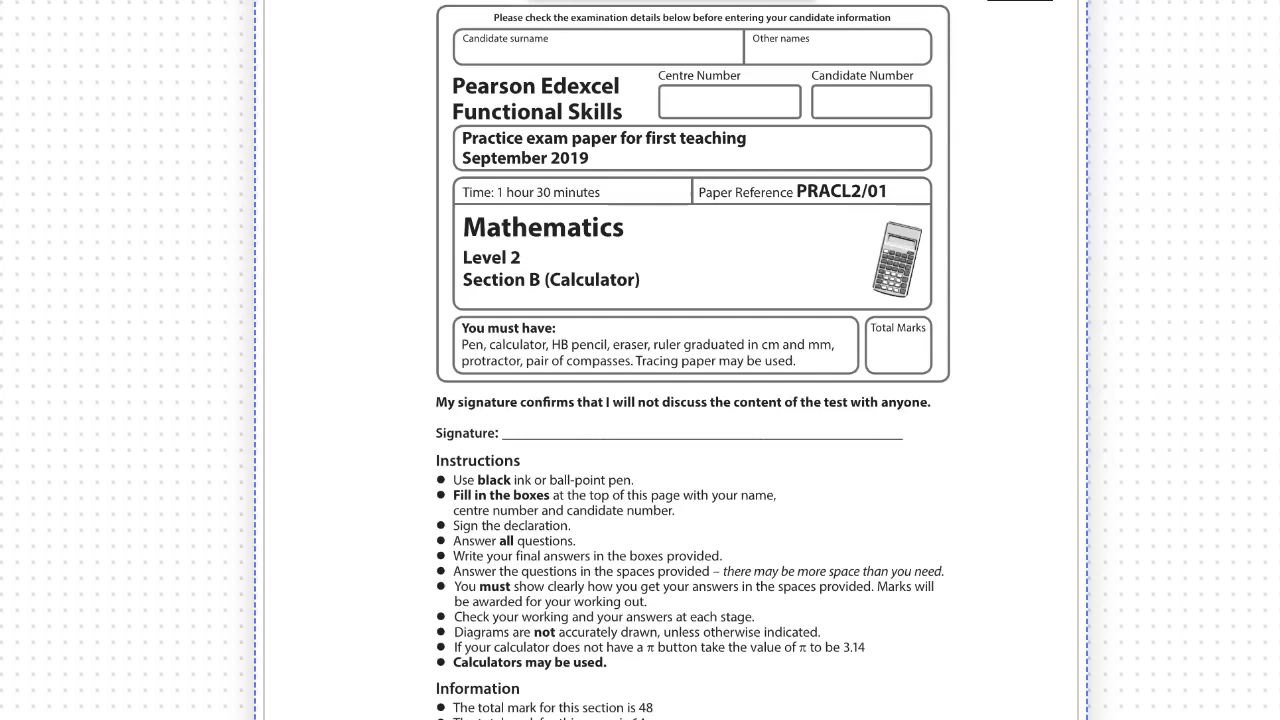 Please check the examination details below before entering your candidate information
Candidate surname
Other names
Pearson Edexcel
Functional Skills
Centre Number
Candidate Number
Practice exam paper for first teaching
September 2019
Time: 1 hour 30 minutes
Paper Reference PRACL2/01
Mathematics
Level 2
Section B (Calculator)
You must have:
Pen, calculator, HB pencil, eraser, ruler graduated in cm and mm,
protractor, pair of compasses. Tracing paper may be used.
Total Marks
My signature confirms that I will not discuss the content of the test with anyone.
Signature:
Instructions
● Use black ink or ball-point pen.
● Fill in the boxes at the top of this page with your name,
centre number and candidate number.
● Sign the declaration.
● Answer all questions.
● Write your final answers in the boxes provided.
● Answer the questions in the spaces provided – there may be more space than you need.
● You must show clearly how you get your answers in the spaces provided. Marks will
be awarded for your working out.
● Check your working and your answers at each stage.
● Diagrams are not accurately drawn, unless otherwise indicated.
● If your calculator does not have a π button take the value of π to be 3.14
● Calculators may be used.
Information
● The total mark for this section is 48